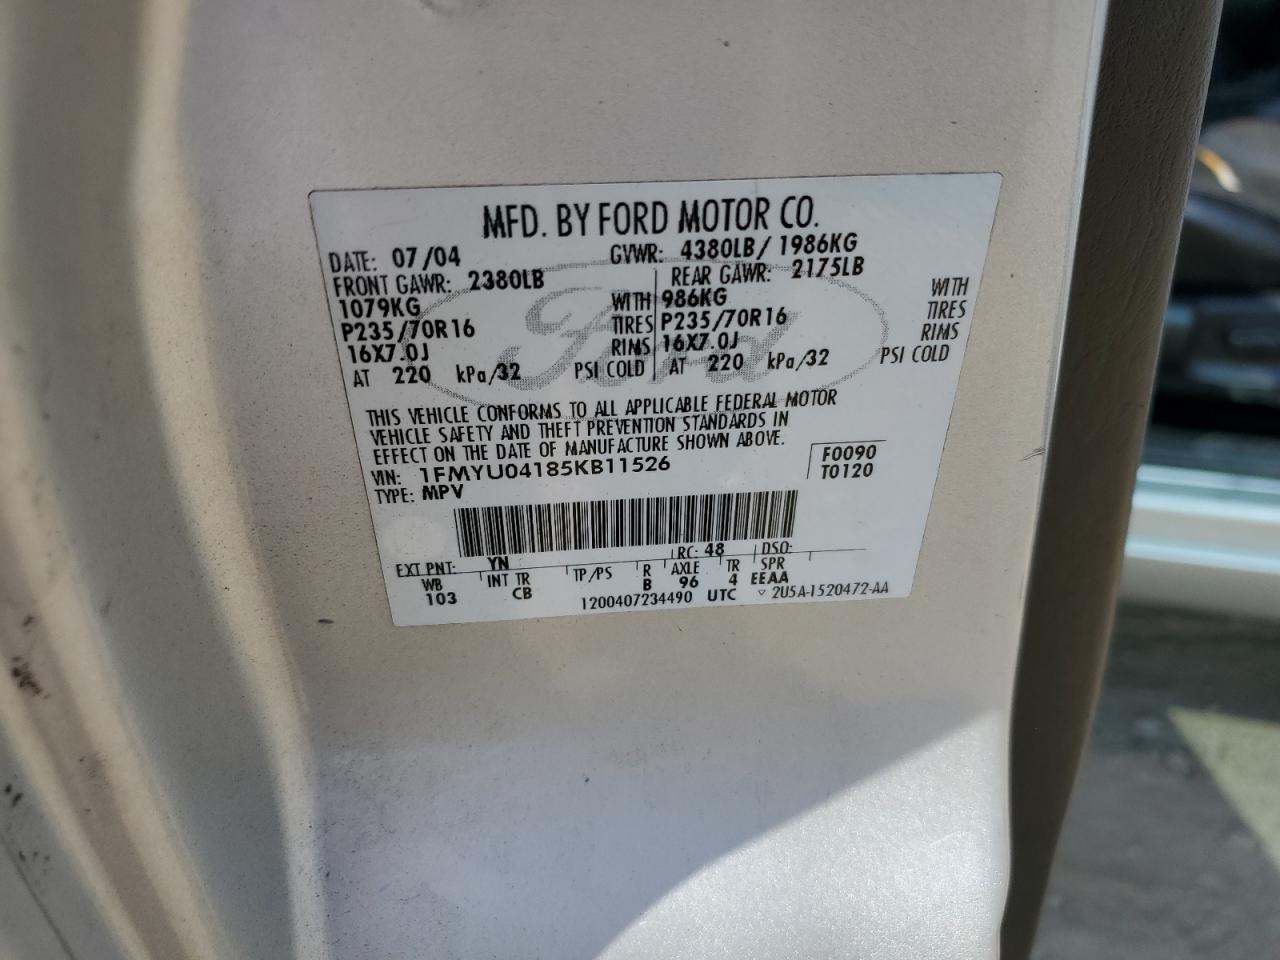 MFD. BY FORD MOTOR CO.
DATE: 07/04 GVWR: 4380LB/ 1986KG
FRONT GAWR: 2380LB REAR GAWR: 2175LB
1079KG WITH 986KG WITH
P235/70R16 TIRES P235/70R16 TIRES
16X7.0J RIMS 16X7.0J RIMS
AT 220 kPa/32 PSI COLD AT 220 kPa/32 PSI COLD
Ford
THIS VEHICLE CONFORMS TO ALL APPLICABLE FEDERAL MOTOR
VEHICLE SAFETY AND THEFT PREVENTION STANDARDS IN
EFFECT ON THE DATE OF MANUFACTURE SHOWN ABOVE.
VIN: 1FMYU04185KB11526 F0090
TYPE: MPV T0120
EXT PNT: YN RC: 48 DSO:
WB INT TR TP/PS R AXLE TR SPR
103 CB B 96 4 EEAA
1200407234490 UTC ▽ 2U5A-1520472-AA